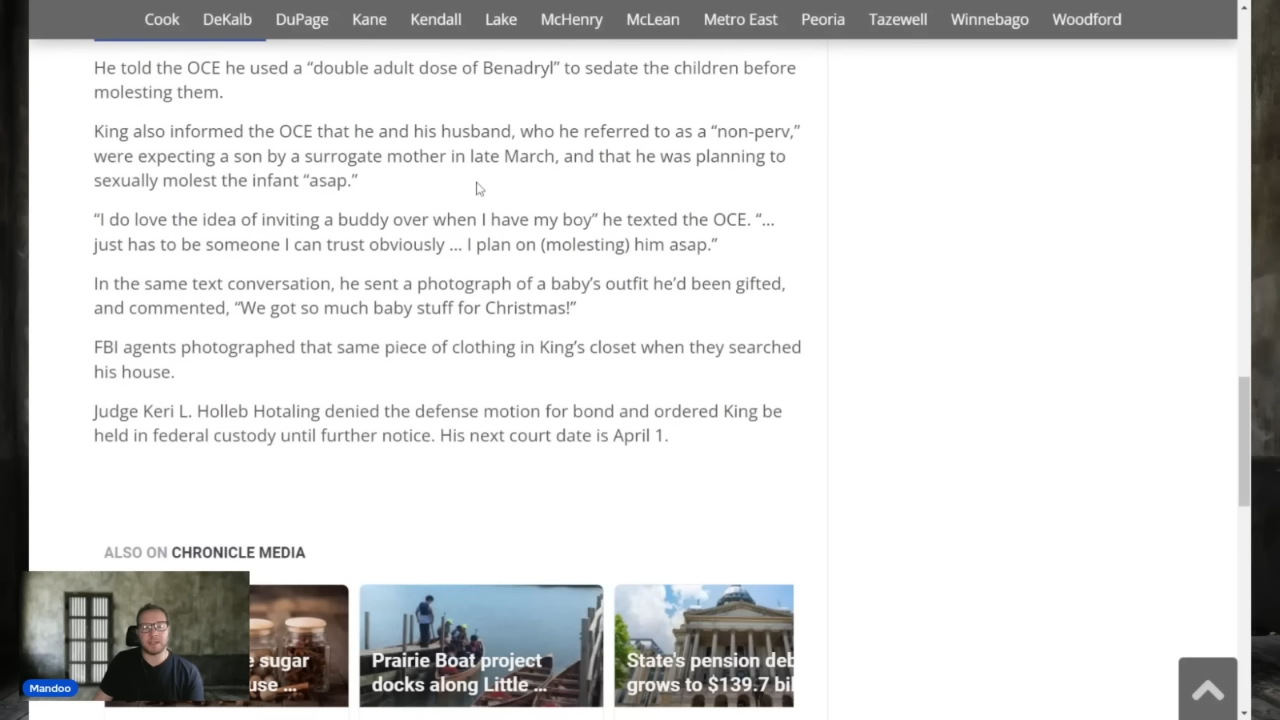 Cook DeKalb DuPage Kane Kendall Lake McHenry McLean Metro East Peoria Tazewell Winnebago Woodford
He told the OCE he used a “double adult dose of Benadryl” to sedate the children before
molesting them.
King also informed the OCE that he and his husband, who he referred to as a “non-perv,”
were expecting a son by a surrogate mother in late March, and that he was planning to
sexually molest the infant “asap.”
“I do love the idea of inviting a buddy over when I have my boy” he texted the OCE. “…
just has to be someone I can trust obviously … I plan on (molesting) him asap.”
In the same text conversation, he sent a photograph of a baby’s outfit he’d been gifted,
and commented, “We got so much baby stuff for Christmas!”
FBI agents photographed that same piece of clothing in King’s closet when they searched
his house.
Judge Keri L. Holleb Hotaling denied the defense motion for bond and ordered King be
held in federal custody until further notice. His next court date is April 1.
ALSO ON CHRONICLE MEDIA
e sugar
use ...
Prairie Boat project
docks along Little ...
State's pension deb
grows to $139.7 bil
Mandoo